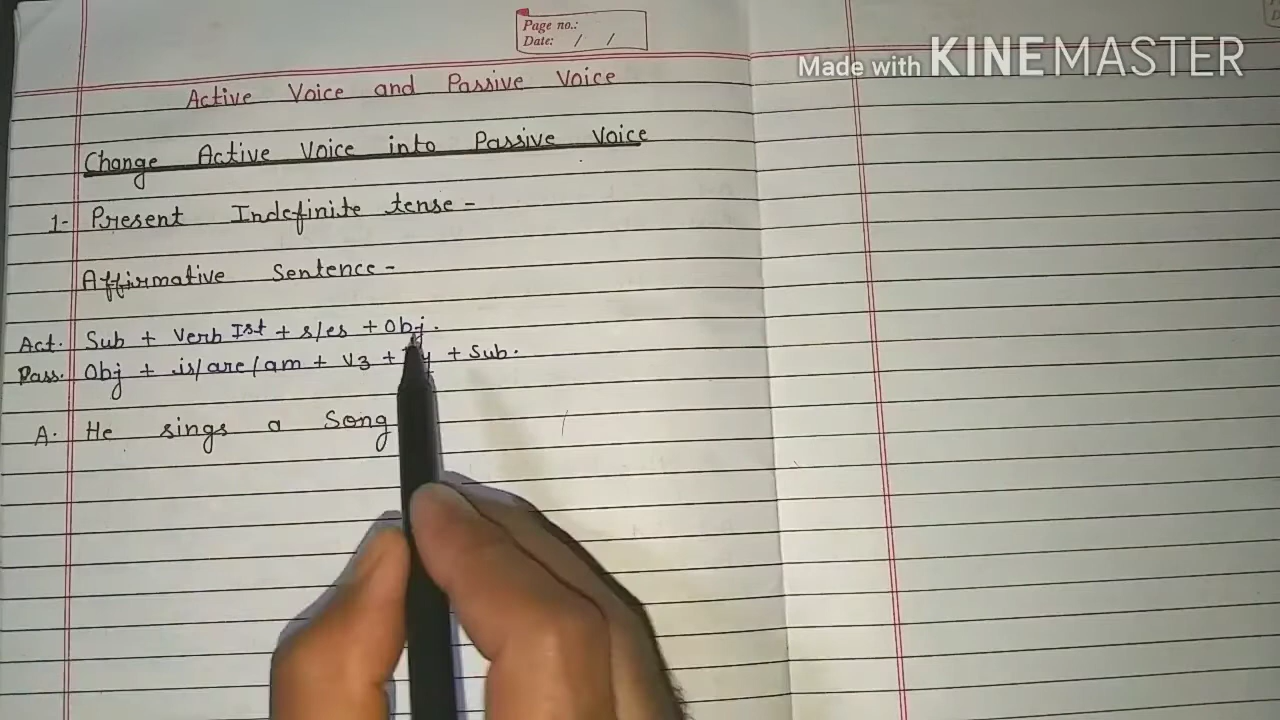 Page no.:
Date: / /
Made with KINEMASTER
Active Voice and Passive Voice
Change Active Voice into Passive Voice
1- Present Indefinite tense -
Affirmative Sentence -
Act. Sub + Verb Ist + s/es + Obj.
Pass. Obj + is/are/am + V3 + + Sub.
A. He sings a Song